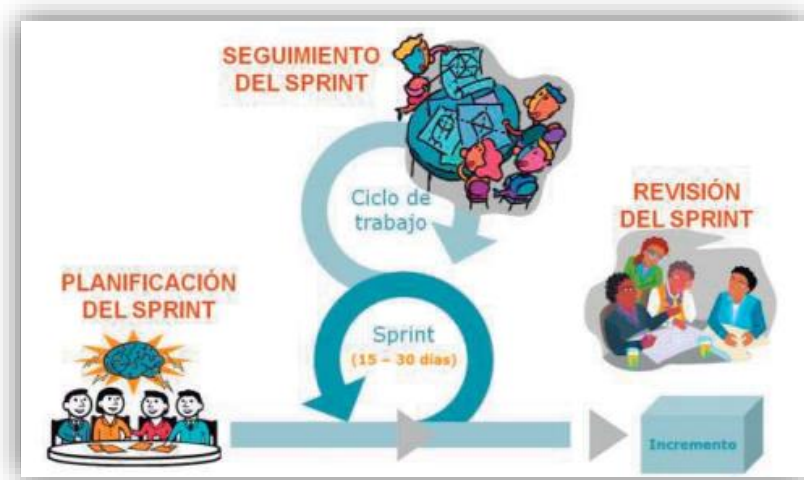 SEGUIMIENTO
DEL SPRINT
Ciclo de
trabajo
REVISIÓN
DEL SPRINT
PLANIFICACIÓN
DEL SPRINT
Sprint
(15 – 30 días)
Incremento